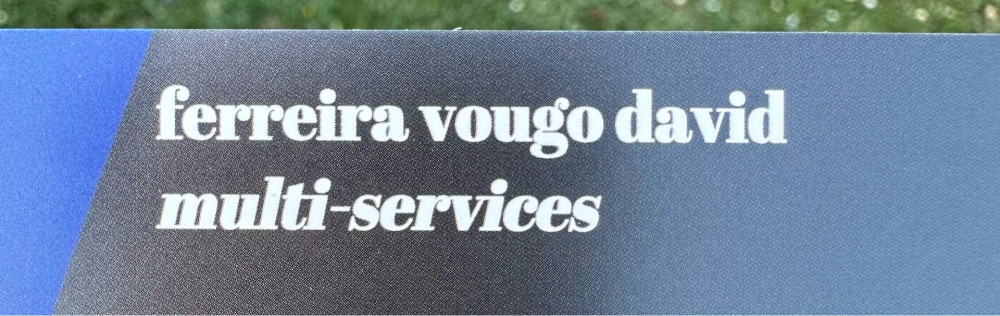 ferreira vougo david
multi-services